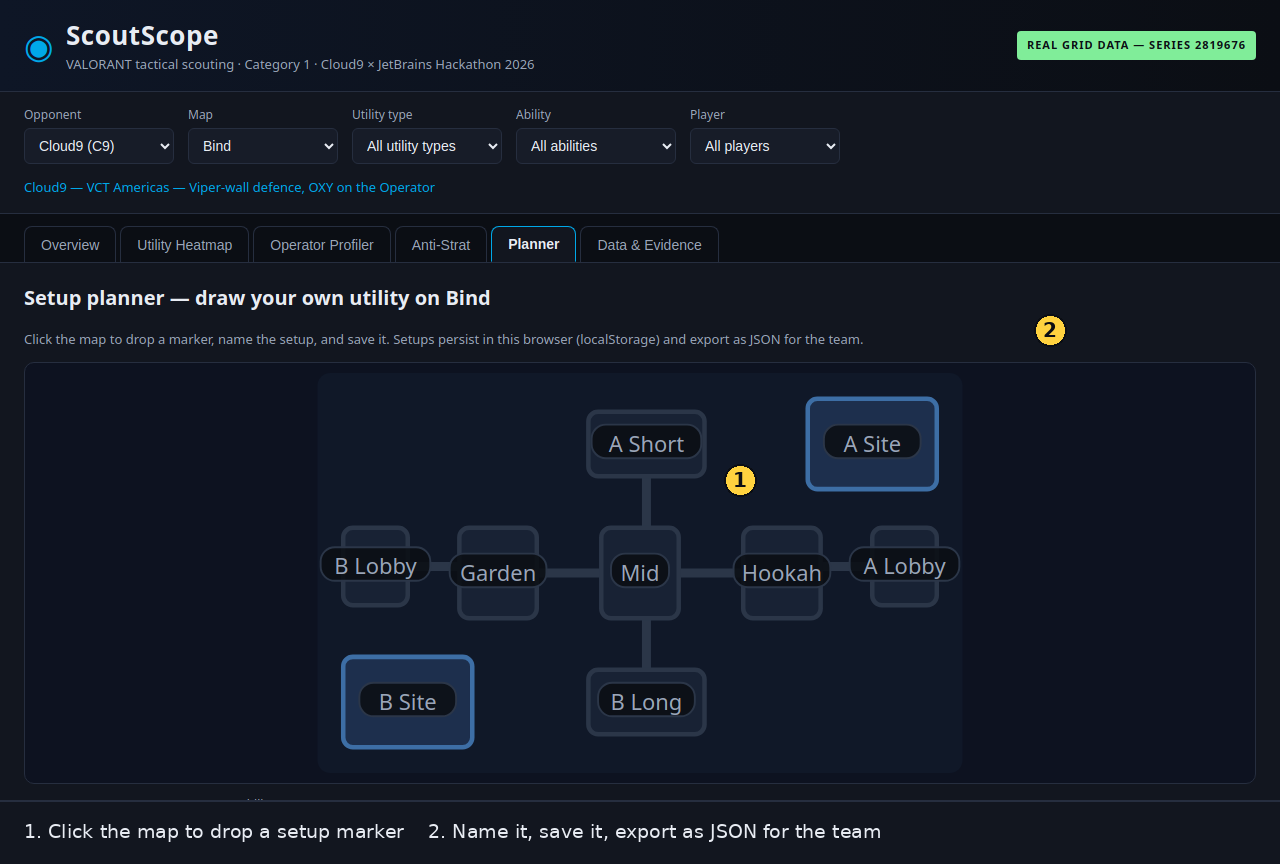 ScoutScope
VALORANT tactical scouting · Category 1 · Cloud9 × JetBrains Hackathon 2026
REAL GRID DATA — SERIES 2819676
Opponent Map Utility type Ability Player
Cloud9 (C9) Bind All utility types All abilities All players
Cloud9 — VCT Americas — Viper-wall defence, OXY on the Operator
Overview Utility Heatmap Operator Profiler Anti-Strat Planner Data & Evidence
Setup planner — draw your own utility on Bind
Click the map to drop a marker, name the setup, and save it. Setups persist in this browser (localStorage) and export as JSON for the team.
2
A Short A Site
1
B Lobby Garden Mid Hookah A Lobby
B Site B Long
1. Click the map to drop a setup marker 2. Name it, save it, export as JSON for the team